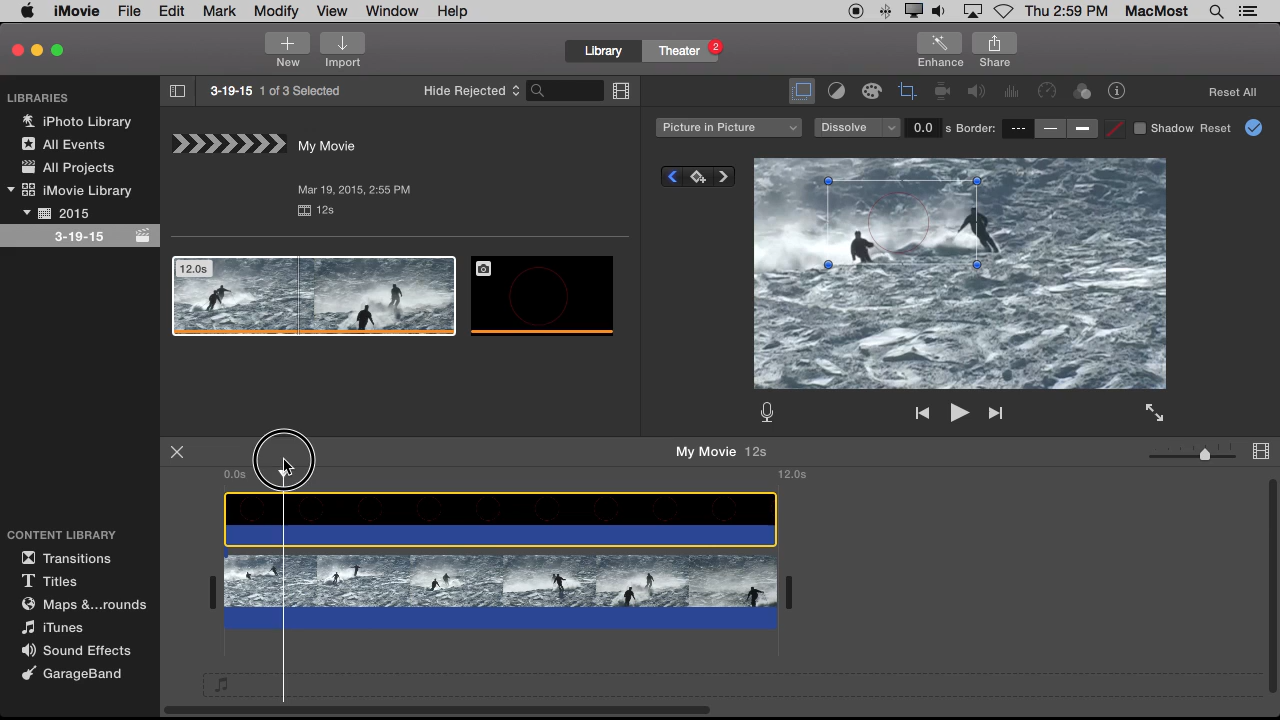 iMovie File Edit Mark Modify View Window Help Thu 2:59 PM MacMost
New Import Library Theater 2 Enhance Share
LIBRARIES
iPhoto Library
All Events
All Projects
iMovie Library
2015
3-19-15
3-19-15 1 of 3 Selected Hide Rejected
My Movie
Mar 19, 2015, 2:55 PM
12s
12.0s
Reset All
Picture in Picture Dissolve 0.0 s Border: Shadow Reset
My Movie 12s
0.0s 12.0s
CONTENT LIBRARY
Transitions
Titles
Maps &...rounds
iTunes
Sound Effects
GarageBand